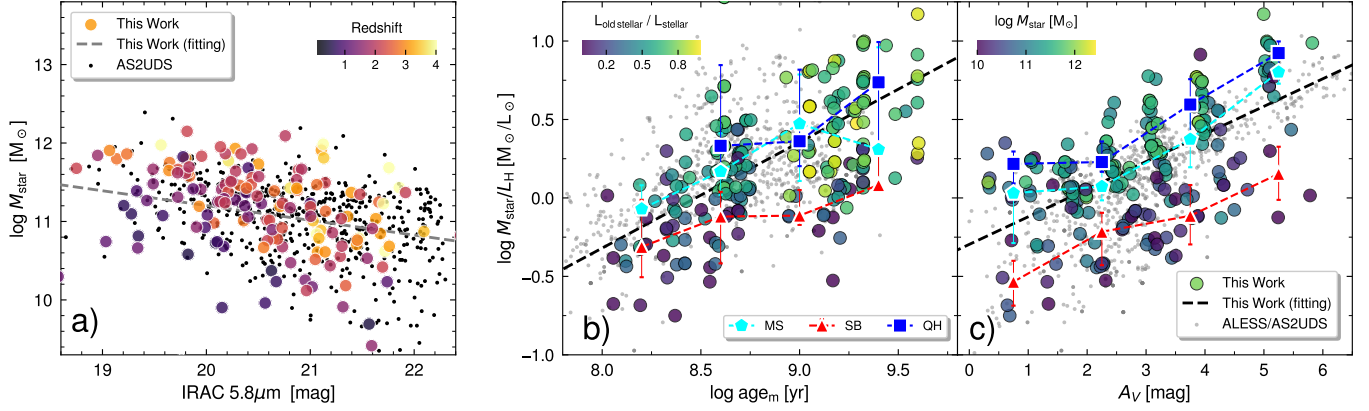 This Work
This Work (fitting)
AS2UDS
Redshift
1 2 3 4
13
12
11
10
log M_star [M_⊙]
a)
19 20 21 22
IRAC 5.8μm [mag]
L_old stellar / L_stellar
0.2 0.4 0.8
1.0
0.5
0.0
−0.5
−1.0
log M_star/L_H [M_⊙/L_⊙]
b)
MS SB QH
8.0 8.5 9.0 9.5
log age_m [yr]
log M_star [M_⊙]
10 11 12
c)
This Work
This Work (fitting)
ALESS/AS2UDS
0 1 2 3 4 5 6
A_V [mag]